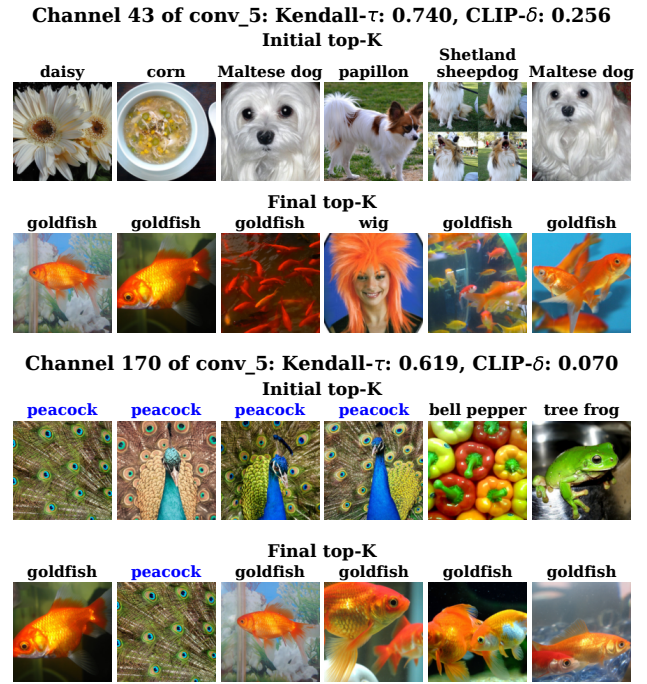 Channel 43 of conv_5: Kendall-τ: 0.740, CLIP-δ: 0.256
Initial top-K
daisy corn Maltese dog papillon Shetland sheepdog Maltese dog
Final top-K
goldfish goldfish goldfish wig goldfish goldfish
Channel 170 of conv_5: Kendall-τ: 0.619, CLIP-δ: 0.070
Initial top-K
peacock peacock peacock peacock bell pepper tree frog
Final top-K
goldfish peacock goldfish goldfish goldfish goldfish